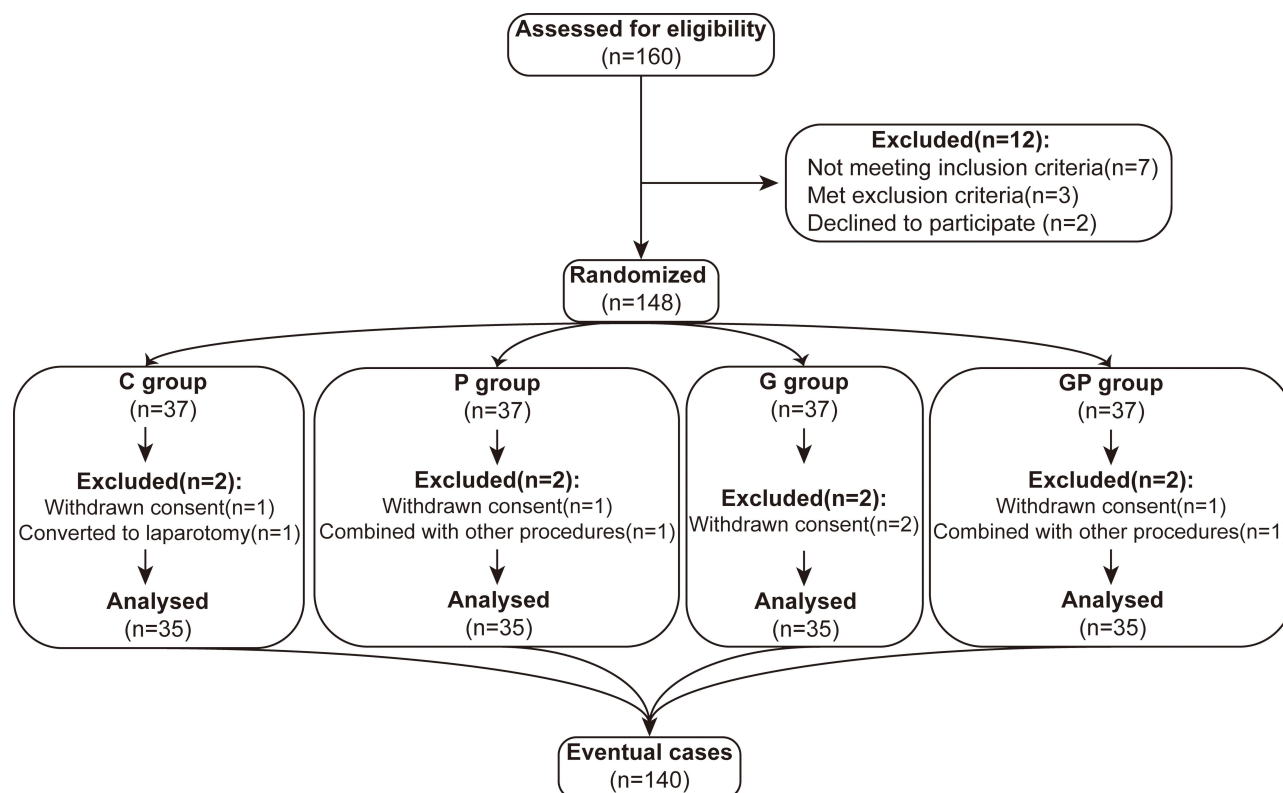 Assessed for eligibility
(n=160)
Excluded(n=12):
Not meeting inclusion criteria(n=7)
Met exclusion criteria(n=3)
Declined to participate (n=2)
Randomized
(n=148)
C group
(n=37)
Excluded(n=2):
Withdrawn consent(n=1)
Converted to laparotomy(n=1)
Analysed
(n=35)
P group
(n=37)
Excluded(n=2):
Withdrawn consent(n=1)
Combined with other procedures(n=1)
Analysed
(n=35)
G group
(n=37)
Excluded(n=2):
Withdrawn consent(n=2)
Analysed
(n=35)
GP group
(n=37)
Excluded(n=2):
Withdrawn consent(n=1)
Combined with other procedures(n=1
Analysed
(n=35)
Eventual cases
(n=140)